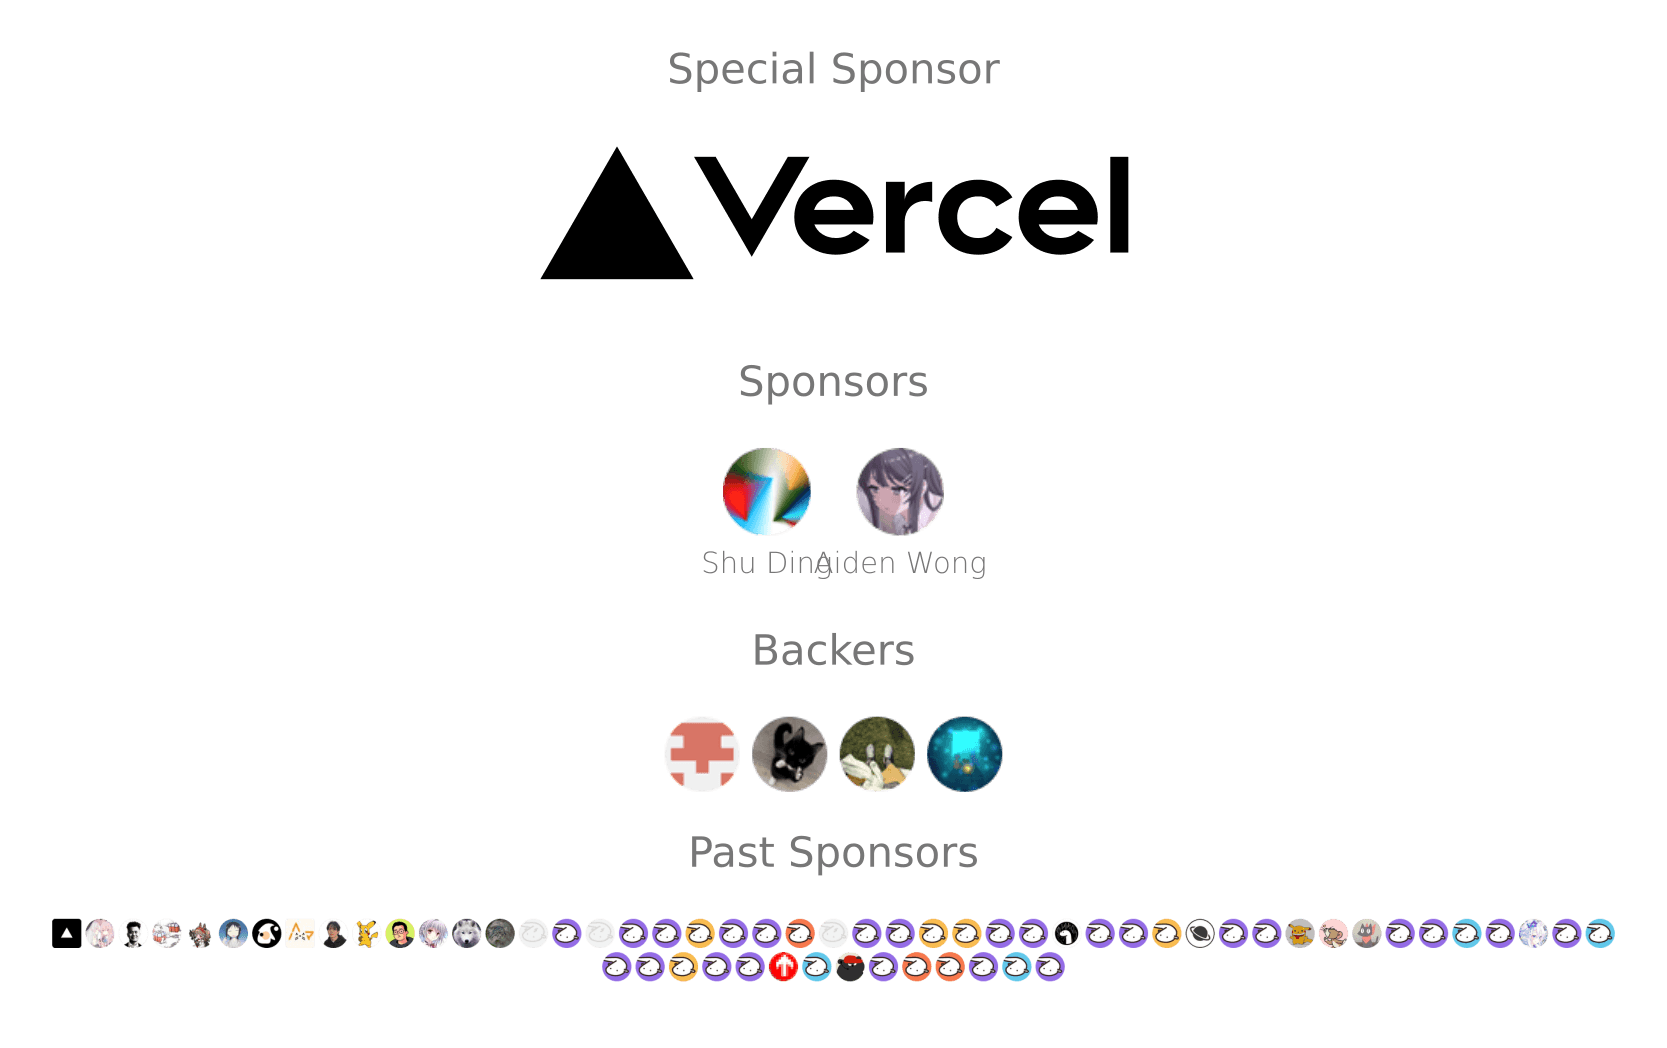 Special Sponsor
Vercel
Sponsors
Shu Ding
Aiden Wong
Backers
Past Sponsors